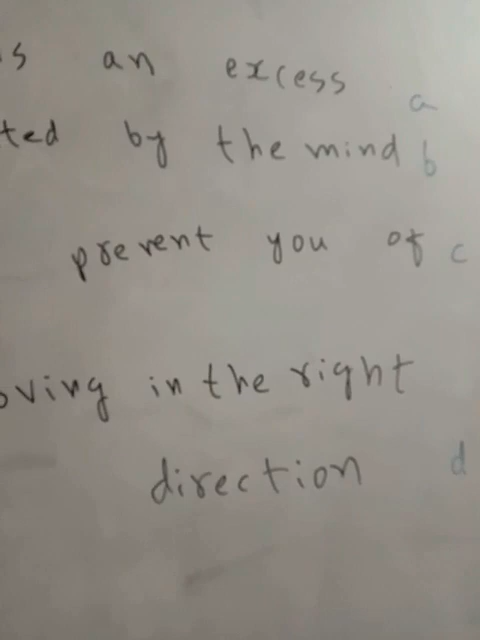 s an excess a
ted by the mind b
prevent you of c
oving in the right
direction d